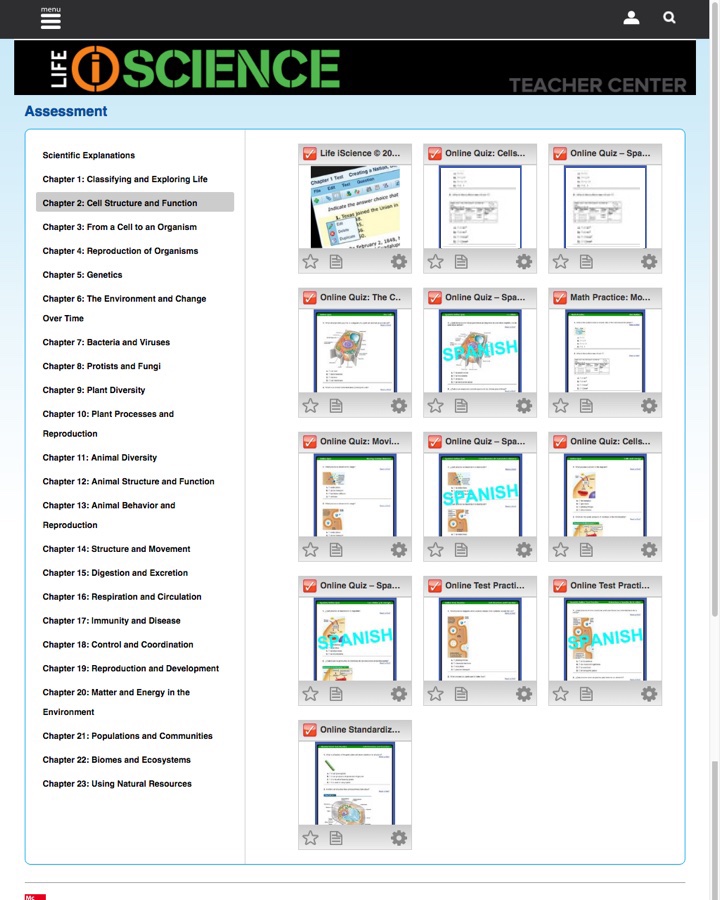 menu
LIFE iSCIENCE
TEACHER CENTER
Assessment
Scientific Explanations
Chapter 1: Classifying and Exploring Life
Chapter 2: Cell Structure and Function
Chapter 3: From a Cell to an Organism
Chapter 4: Reproduction of Organisms
Chapter 5: Genetics
Chapter 6: The Environment and Change
Over Time
Chapter 7: Bacteria and Viruses
Chapter 8: Protists and Fungi
Chapter 9: Plant Diversity
Chapter 10: Plant Processes and
Reproduction
Chapter 11: Animal Diversity
Chapter 12: Animal Structure and Function
Chapter 13: Animal Behavior and
Reproduction
Chapter 14: Structure and Movement
Chapter 15: Digestion and Excretion
Chapter 16: Respiration and Circulation
Chapter 17: Immunity and Disease
Chapter 18: Control and Coordination
Chapter 19: Reproduction and Development
Chapter 20: Matter and Energy in the
Environment
Chapter 21: Populations and Communities
Chapter 22: Biomes and Ecosystems
Chapter 23: Using Natural Resources
Life iScience © 20...
Online Quiz: Cells...
Online Quiz – Spa...
Chapter 1 Test Creating a Nation,
File Edit Test Question
Indicate the answer choice that
1. Texas joined the Union in
Edit
Delete
Duplicate
February 2, 1848,
Online Quiz: The C..
Online Quiz – Spa...
Math Practice: Mo...
SPANISH
Online Quiz: Movi...
Online Quiz – Spa...
Online Quiz: Cells...
SPANISH
Online Quiz – Spa...
Online Test Practi...
Online Test Practi...
SPANISH
SPANISH
Online Standardiz...
Mc